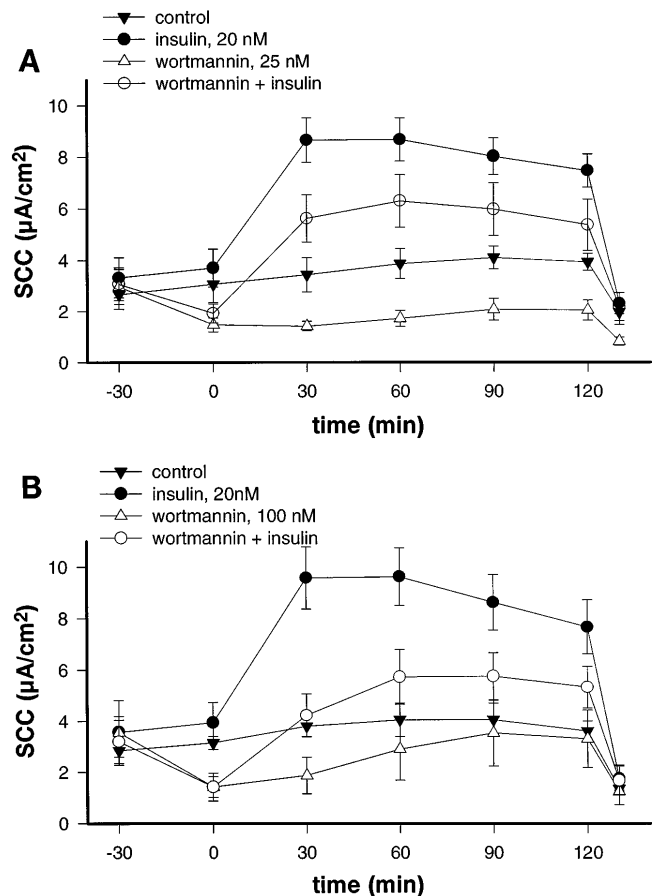 A
control
insulin, 20 nM
wortmannin, 25 nM
wortmannin + insulin
10
8
6
4
2
0
SCC (µA/cm²)
-30 0 30 60 90 120
time (min)
B
control
insulin, 20nM
wortmannin, 100 nM
wortmannin + insulin
10
8
6
4
2
0
SCC (µA/cm²)
-30 0 30 60 90 120
time (min)